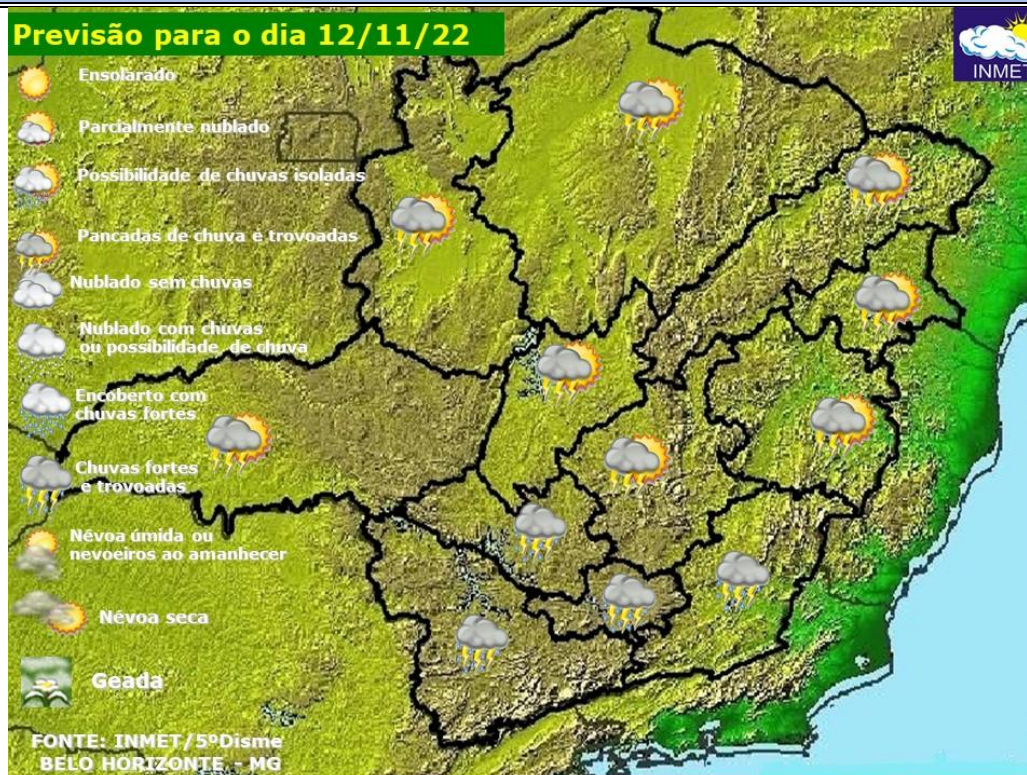 Previsão para o dia 12/11/22
INMET
Ensolarado
Parcialmente nublado
Possibilidade de chuvas isoladas
Pancadas de chuva e trovoadas
Nublado sem chuvas
Nublado com chuvas
ou possibilidade de chuva
Encoberto com
chuvas fortes
Chuvas fortes
e trovoadas
Névoa úmida ou
nevoeiros ao amanhecer
Névoa seca
Geada
FONTE: INMET/5ºDisme
BELO HORIZONTE - MG